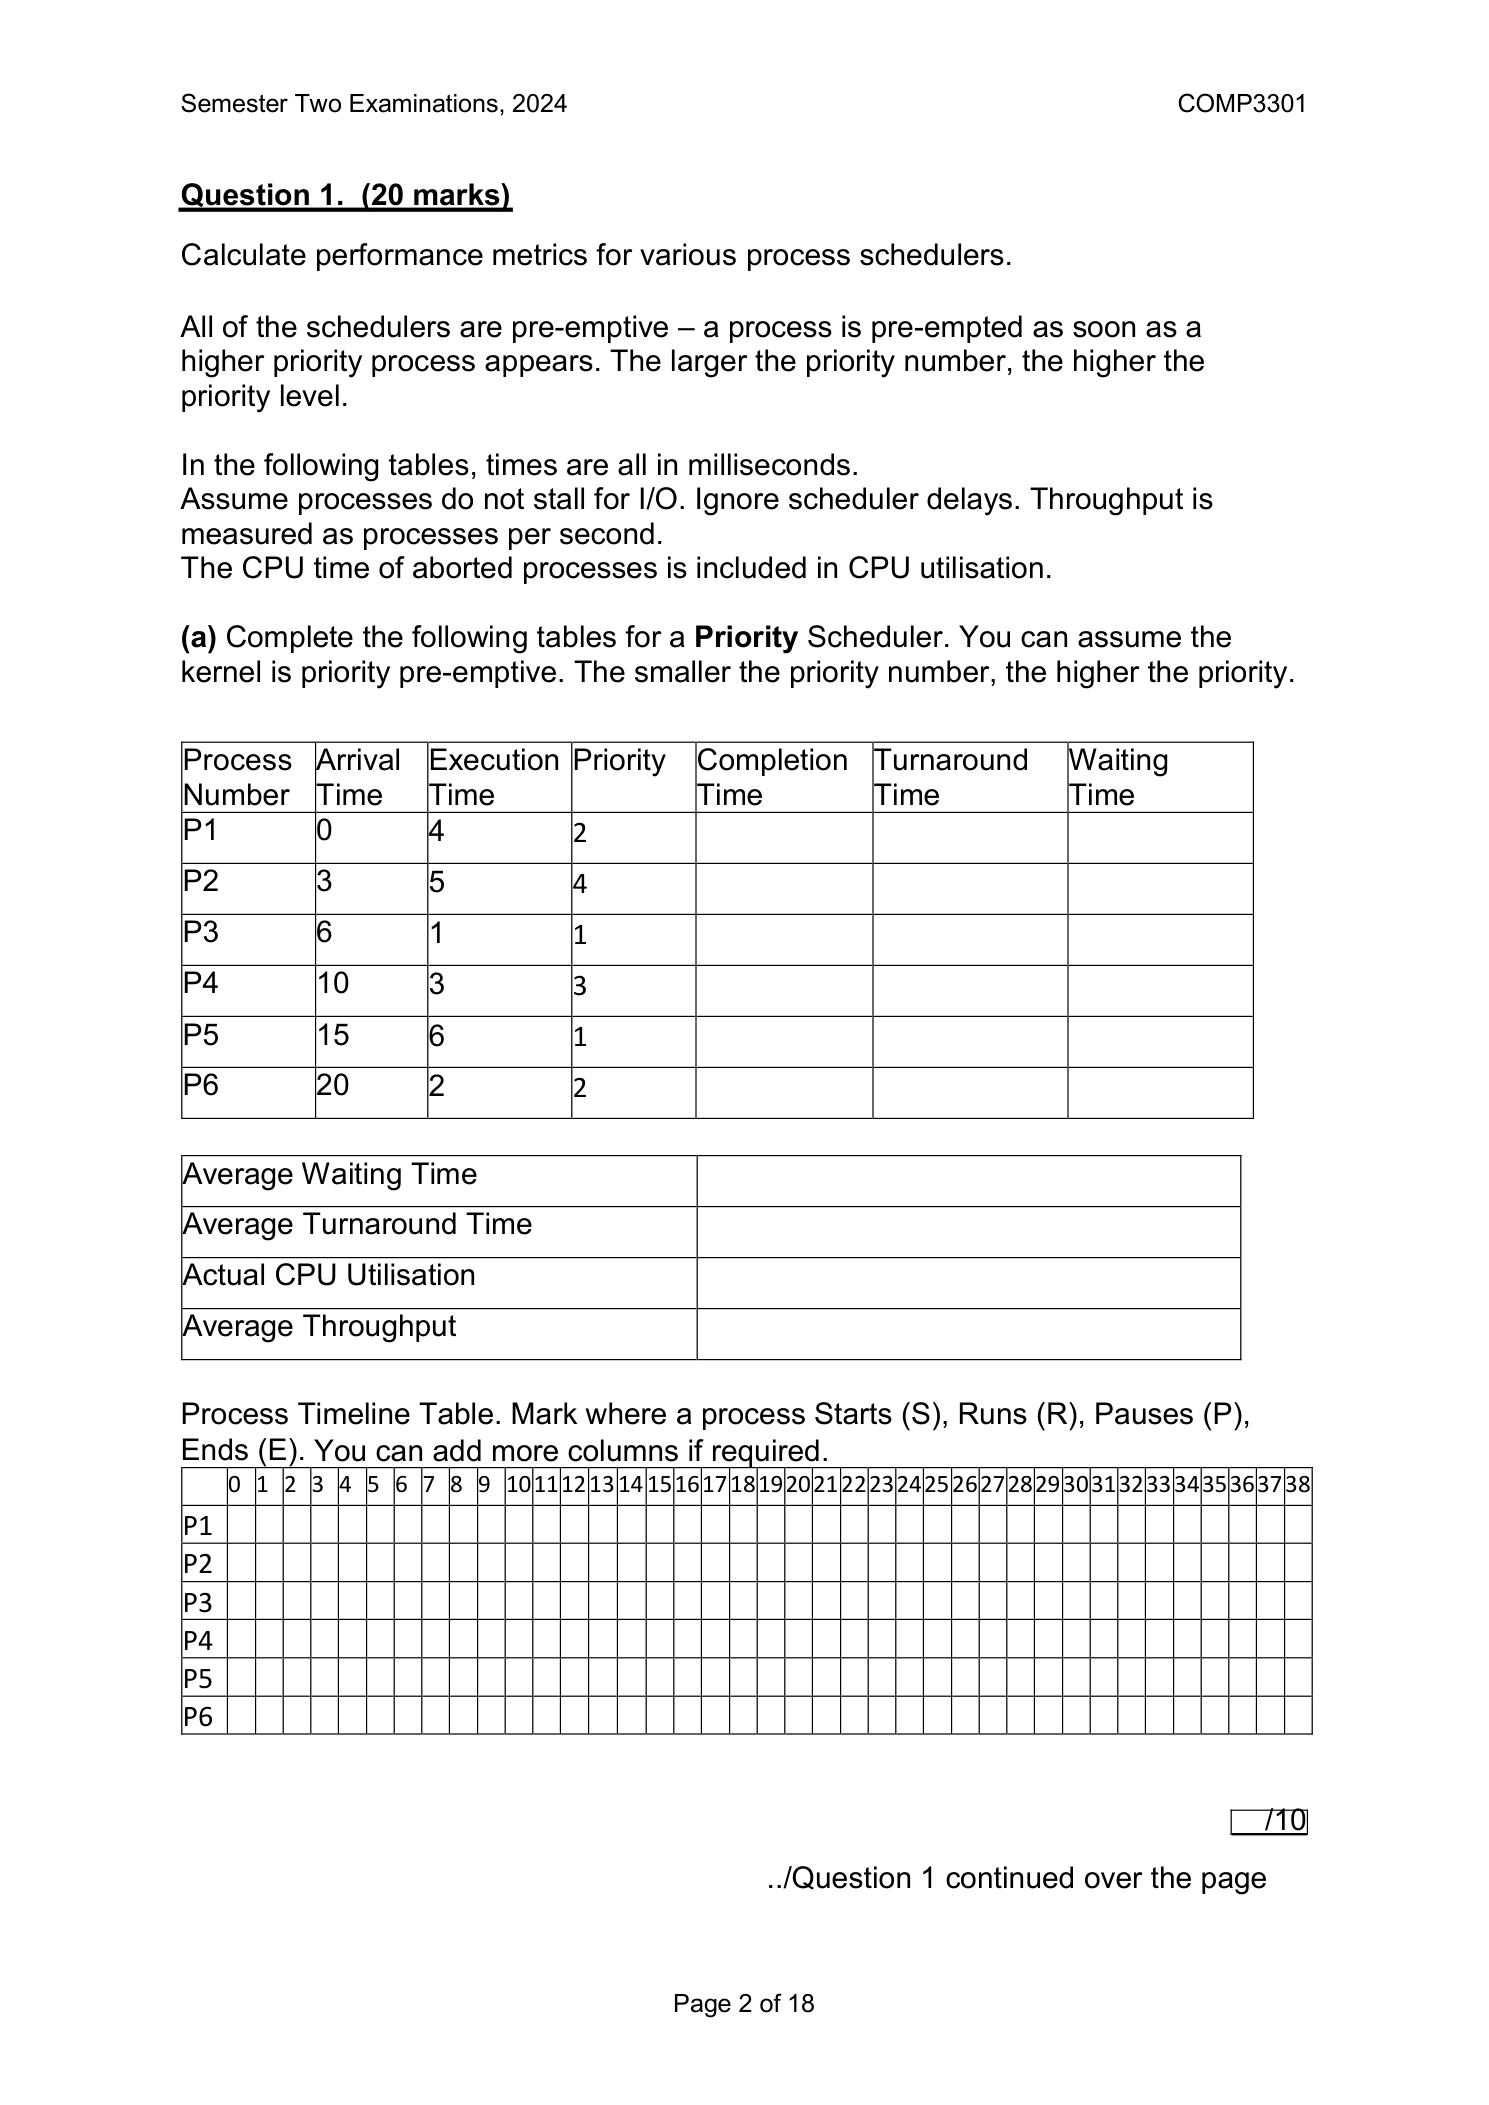 Semester Two Examinations, 2024 COMP3301
Question 1. (20 marks)
Calculate performance metrics for various process schedulers.
All of the schedulers are pre-emptive – a process is pre-empted as soon as a
higher priority process appears. The larger the priority number, the higher the
priority level.
In the following tables, times are all in milliseconds.
Assume processes do not stall for I/O. Ignore scheduler delays. Throughput is
measured as processes per second.
The CPU time of aborted processes is included in CPU utilisation.
(a) Complete the following tables for a Priority Scheduler. You can assume the
kernel is priority pre-emptive. The smaller the priority number, the higher the priority.
Process Arrival Execution Priority Completion Turnaround Waiting
Number Time Time Time Time Time
P1 0 4 2
P2 3 5 4
P3 6 1 1
P4 10 3 3
P5 15 6 1
P6 20 2 2
Average Waiting Time
Average Turnaround Time
Actual CPU Utilisation
Average Throughput
Process Timeline Table. Mark where a process Starts (S), Runs (R), Pauses (P),
Ends (E). You can add more columns if required.
0 1 2 3 4 5 6 7 8 9 10 11 12 13 14 15 16 17 18 19 20 21 22 23 24 25 26 27 28 29 30 31 32 33 34 35 36 37 38
P1
P2
P3
P4
P5
P6
/10
../Question 1 continued over the page
Page 2 of 18